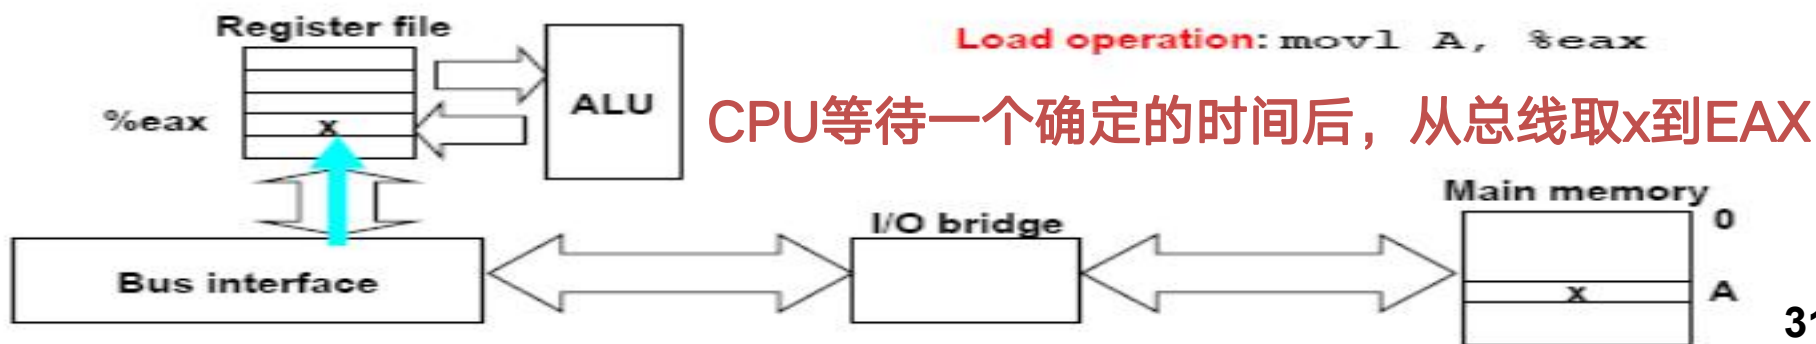 Register file
Load operation: movl A, %eax
ALU
%eax
x
CPU等待一个确定的时间后，从总线取x到EAX
Main memory
I/O bridge
0
Bus interface
x
A
31